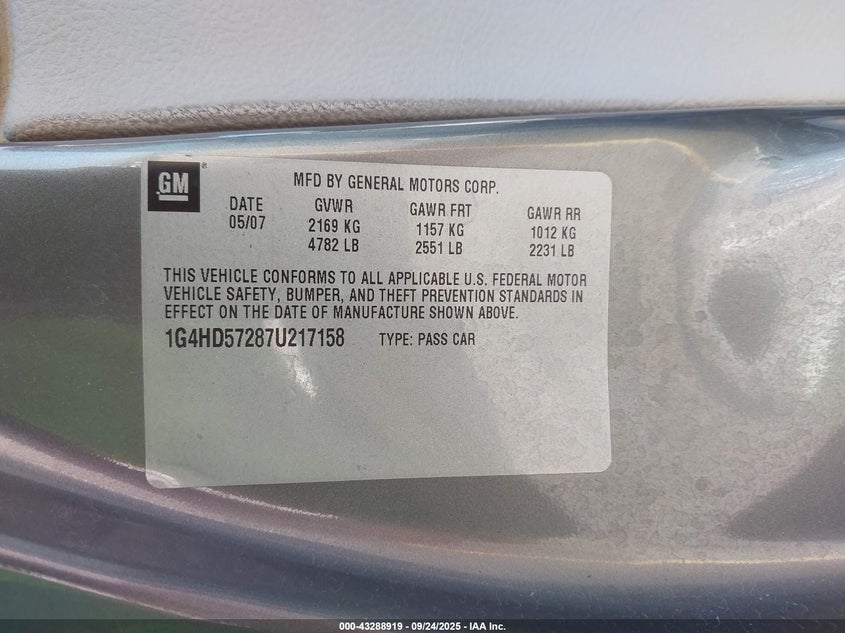 GM
MFD BY GENERAL MOTORS CORP.
DATE GVWR GAWR FRT GAWR RR
05/07 2169 KG 1157 KG 1012 KG
4782 LB 2551 LB 2231 LB
THIS VEHICLE CONFORMS TO ALL APPLICABLE U.S. FEDERAL MOTOR
VEHICLE SAFETY, BUMPER, AND THEFT PREVENTION STANDARDS IN
EFFECT ON THE DATE OF MANUFACTURE SHOWN ABOVE.
1G4HD57287U217158 TYPE: PASS CAR
000-43288919 - 09/24/2025 - IAA Inc.